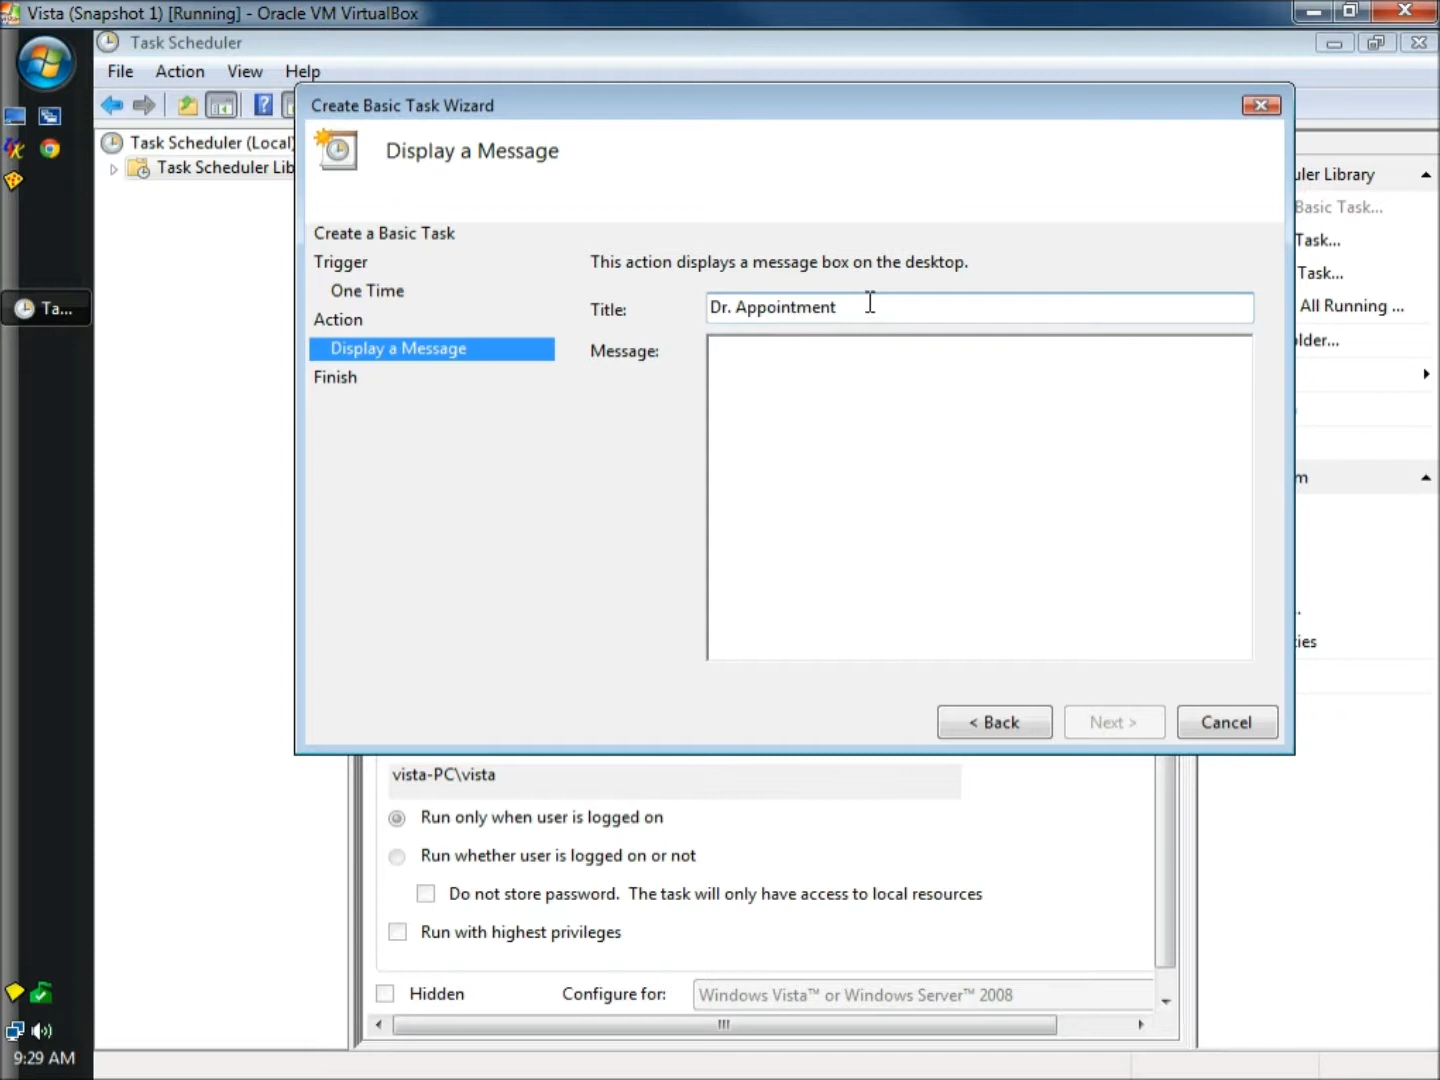 Vista (Snapshot 1) [Running] - Oracle VM VirtualBox
Task Scheduler
File Action View Help
Create Basic Task Wizard
Task Scheduler (Local)
Task Scheduler Lib
Display a Message
Create a Basic Task
Trigger
One Time
Action
Display a Message
Finish
This action displays a message box on the desktop.
Title: Dr. Appointment
Message:
< Back Next > Cancel
Library
Basic Task...
Task...
Task...
All Running ...
Ta...
vista-PC\vista
Run only when user is logged on
Run whether user is logged on or not
Do not store password. The task will only have access to local resources
Run with highest privileges
Hidden Configure for: Windows Vista™ or Windows Server™ 2008
9:29 AM